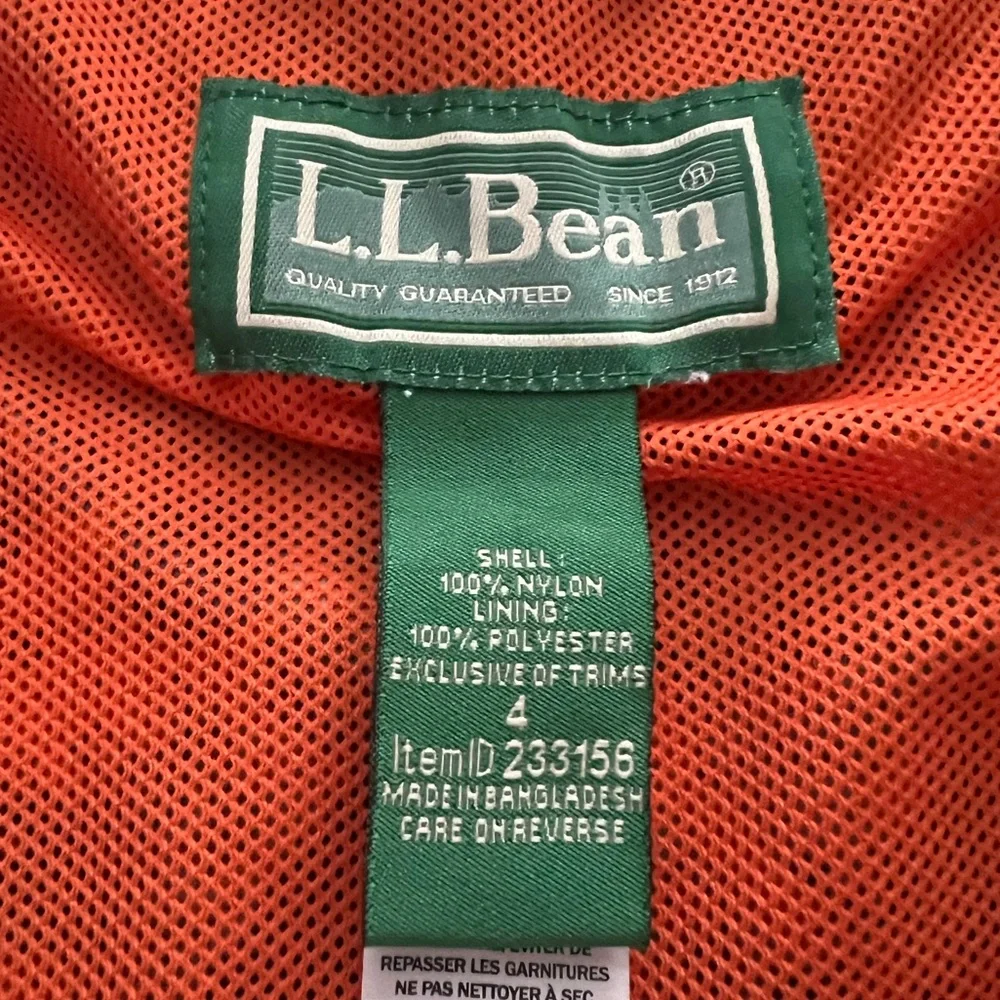 L.L.Bean®
QUALITY GUARANTEED SINCE 1912
SHELL:
100% NYLON
LINING:
100% POLYESTER
EXCLUSIVE OF TRIMS
4
ItemID 233156
MADE IN BANGLADESH
CARE ON REVERSE
DE
REPASSER LES GARNITURES
NE PAS NETTOYER À SEC